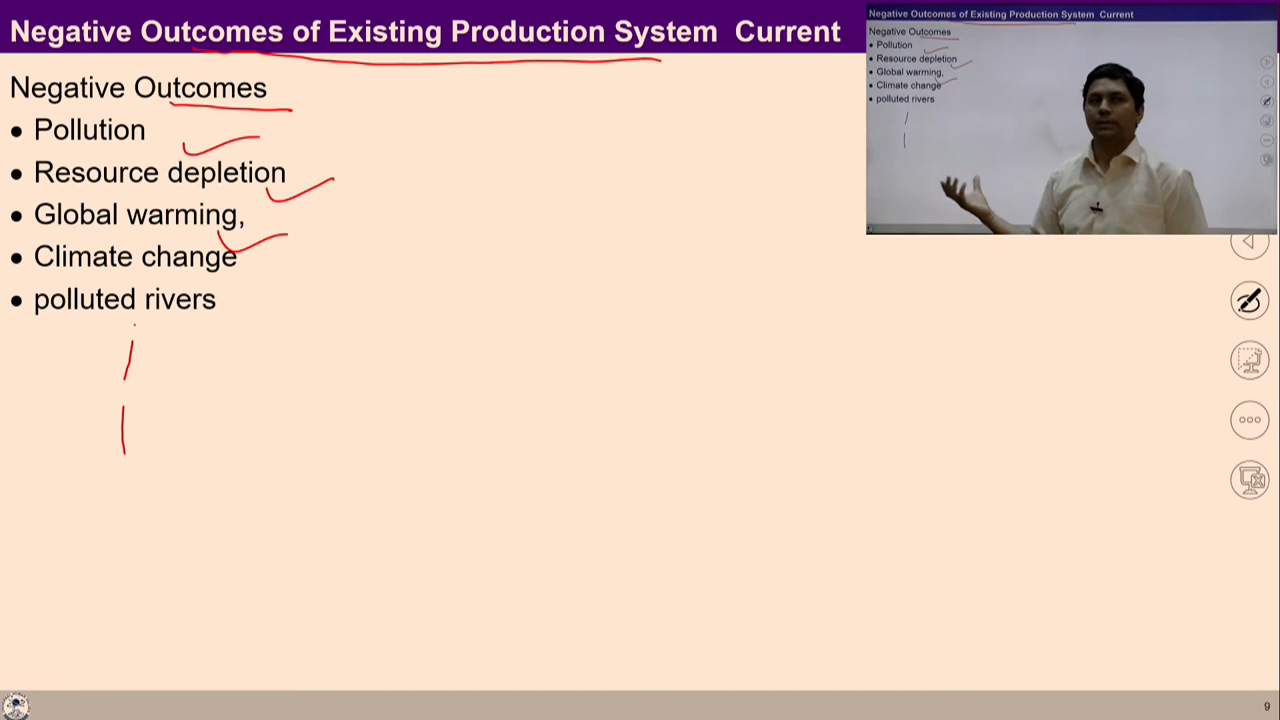 Negative Outcomes of Existing Production System Current
Negative Outcomes
• Pollution
• Resource depletion
• Global warming,
• Climate change
• polluted rivers
Negative Outcomes of Existing Production System Current
Negative Outcomes
• Pollution
• Resource depletion
• Global warming,
• Climate change
• polluted rivers
9